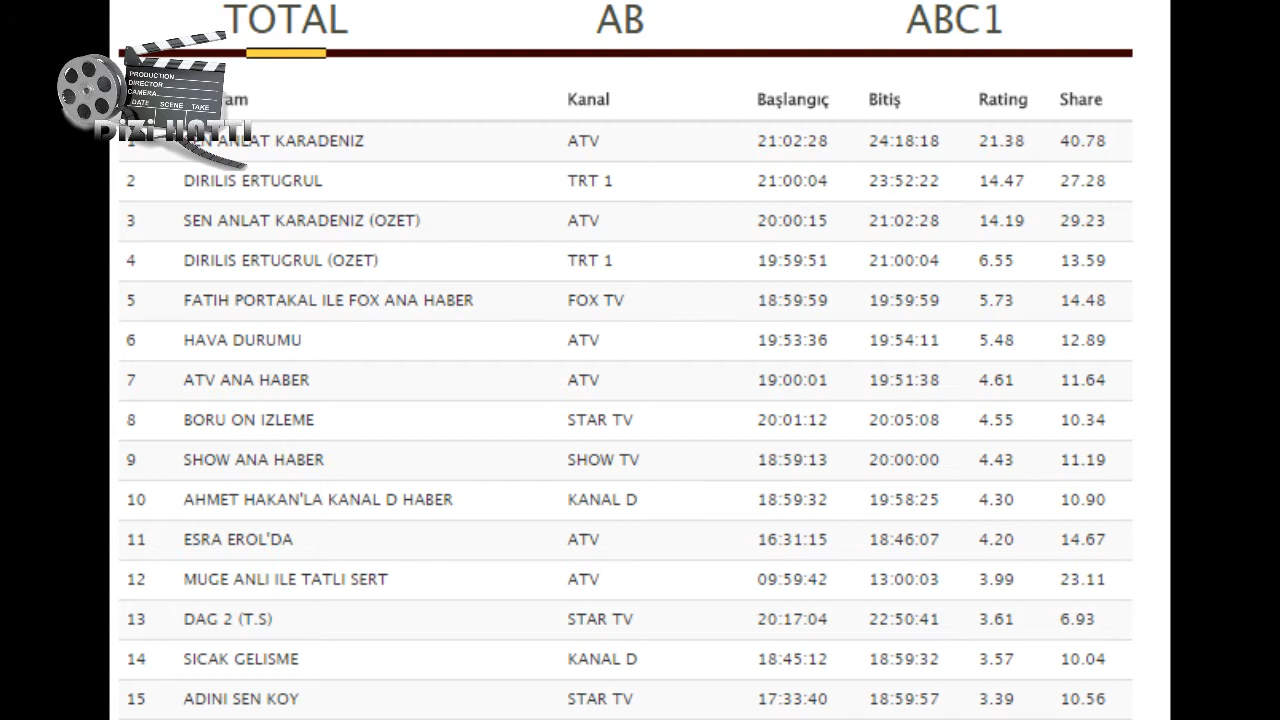 TOTAL AB ABC1
PRODUCTION
DIRECTOR
CAMERA
DATE SCENE TAKE
DİZİ HATTI
Kanal Başlangıç Bitiş Rating Share
1 SEN ANLAT KARADENIZ ATV 21:02:28 24:18:18 21.38 40.78
2 DIRILIS ERTUGRUL TRT 1 21:00:04 23:52:22 14.47 27.28
3 SEN ANLAT KARADENIZ (OZET) ATV 20:00:15 21:02:28 14.19 29.23
4 DIRILIS ERTUGRUL (OZET) TRT 1 19:59:51 21:00:04 6.55 13.59
5 FATIH PORTAKAL ILE FOX ANA HABER FOX TV 18:59:59 19:59:59 5.73 14.48
6 HAVA DURUMU ATV 19:53:36 19:54:11 5.48 12.89
7 ATV ANA HABER ATV 19:00:01 19:51:38 4.61 11.64
8 BORU ON IZLEME STAR TV 20:01:12 20:05:08 4.55 10.34
9 SHOW ANA HABER SHOW TV 18:59:13 20:00:00 4.43 11.19
10 AHMET HAKAN'LA KANAL D HABER KANAL D 18:59:32 19:58:25 4.30 10.90
11 ESRA EROL'DA ATV 16:31:15 18:46:07 4.20 14.67
12 MUGE ANLI ILE TATLI SERT ATV 09:59:42 13:00:03 3.99 23.11
13 DAG 2 (T.S) STAR TV 20:17:04 22:50:41 3.61 6.93
14 SICAK GELISME KANAL D 18:45:12 18:59:32 3.57 10.04
15 ADINI SEN KOY STAR TV 17:33:40 18:59:57 3.39 10.56